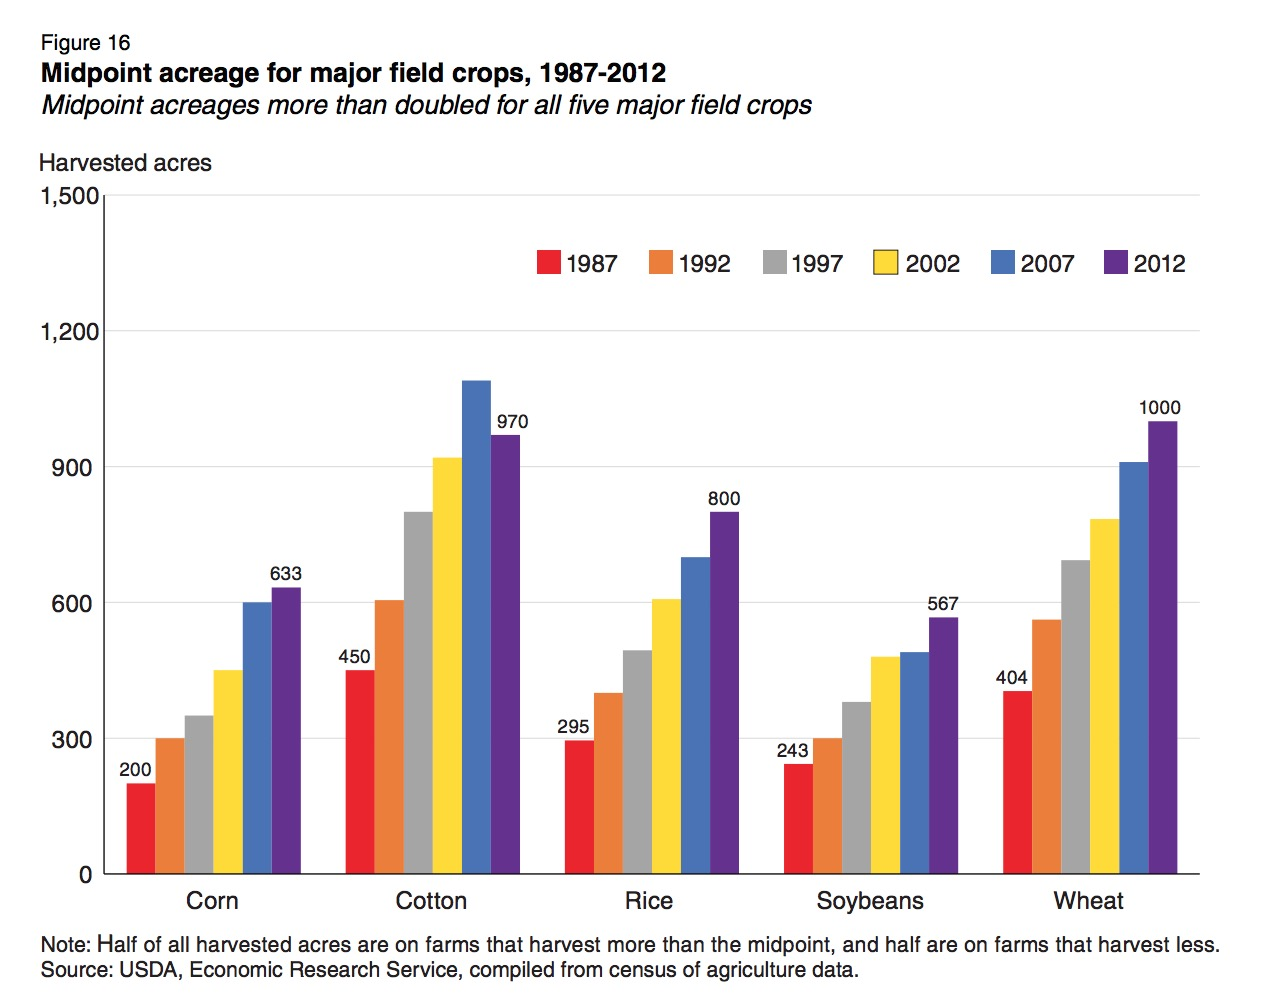 Figure 16
Midpoint acreage for major field crops, 1987-2012
Midpoint acreages more than doubled for all five major field crops
Harvested acres
1,500
1987 1992 1997 2002 2007 2012
1,200
1000
970
900
800
633
600
567
450
404
300
295
243
200
0
Corn Cotton Rice Soybeans Wheat
Note: Half of all harvested acres are on farms that harvest more than the midpoint, and half are on farms that harvest less.
Source: USDA, Economic Research Service, compiled from census of agriculture data.